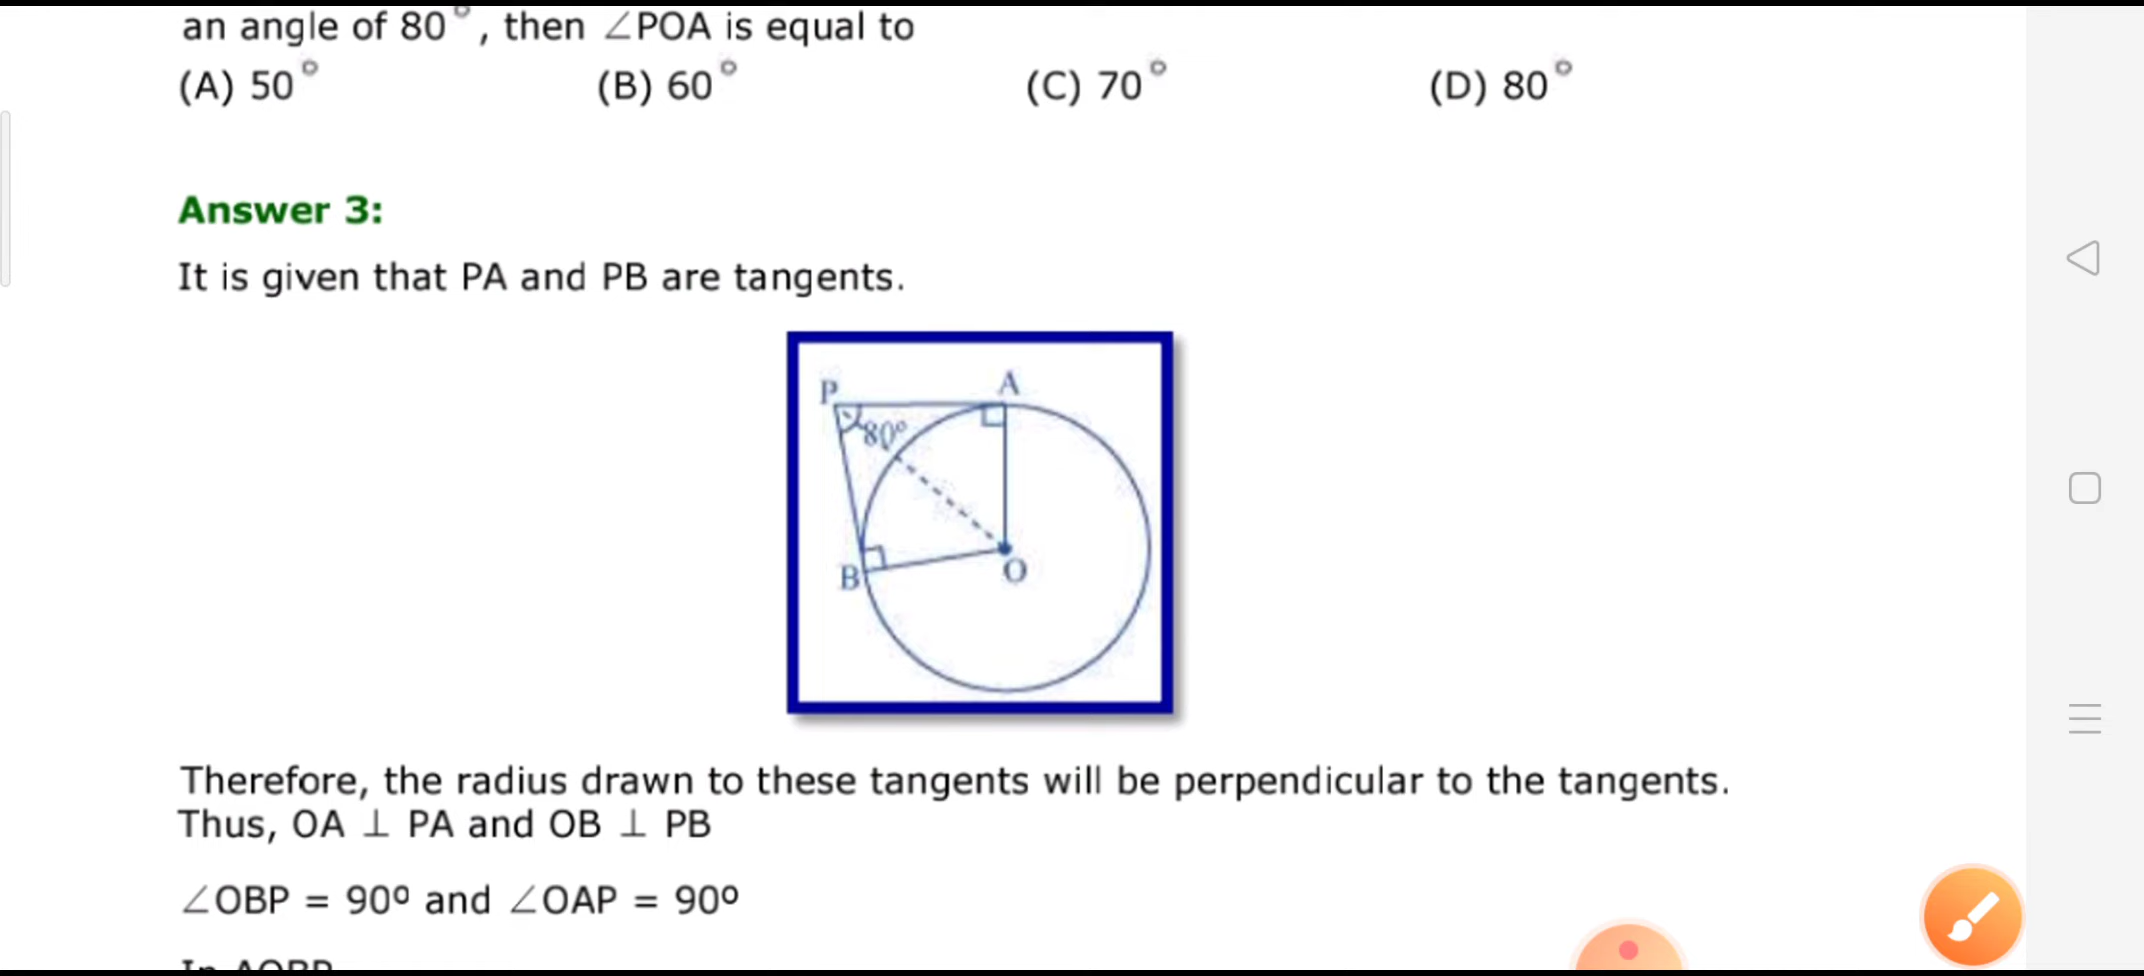 an angle of 80°, then ∠POA is equal to
(A) 50° (B) 60° (C) 70° (D) 80°
Answer 3:
It is given that PA and PB are tangents.
P
A
80°
B
O
Therefore, the radius drawn to these tangents will be perpendicular to the tangents.
Thus, OA ⊥ PA and OB ⊥ PB
∠OBP = 90º and ∠OAP = 90º